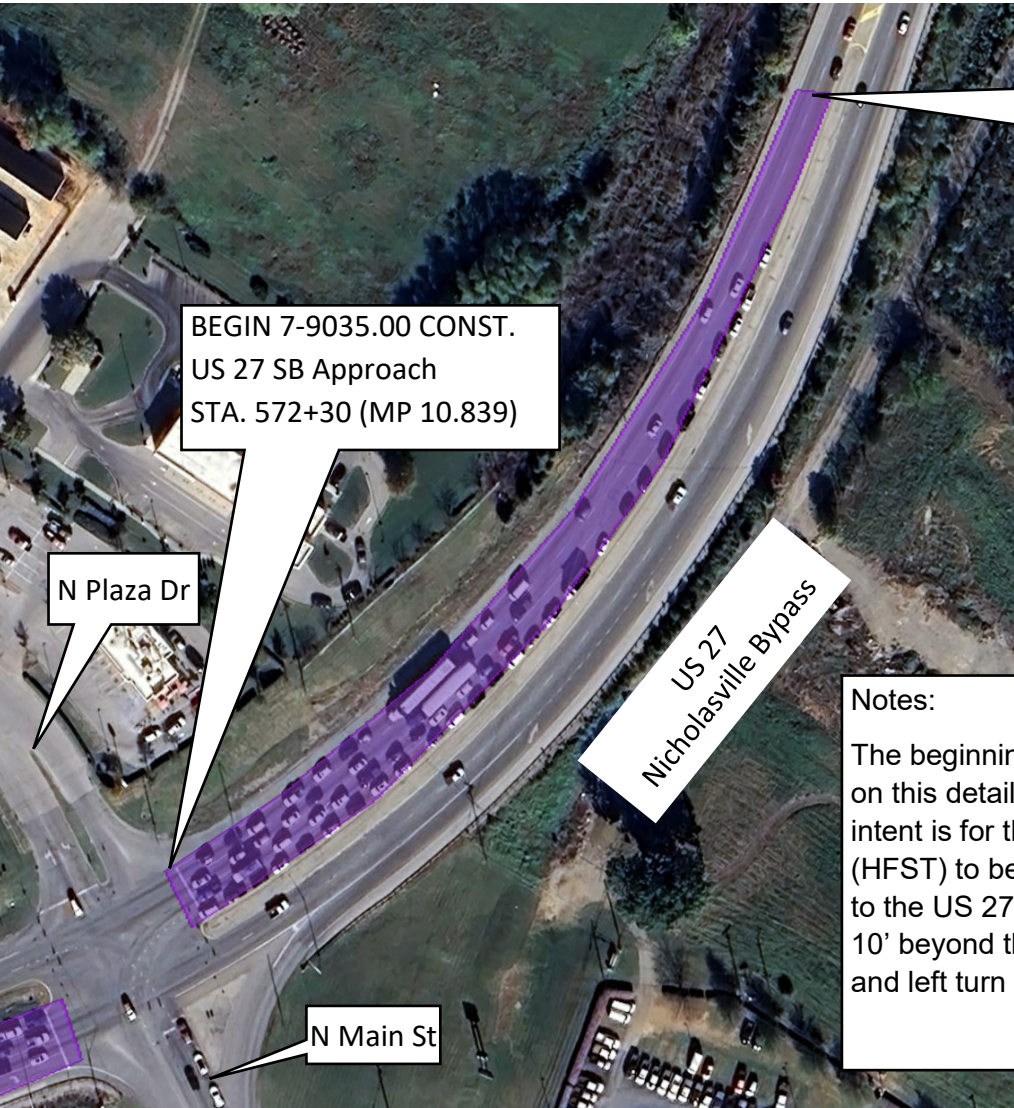 BEGIN 7-9035.00 CONST.
US 27 SB Approach
STA. 572+30 (MP 10.839)
N Plaza Dr
US 27
Nicholasville Bypass
Notes:
The beginnin
on this detail
intent is for th
(HFST) to be
to the US 27
10’ beyond th
and left turn
N Main St